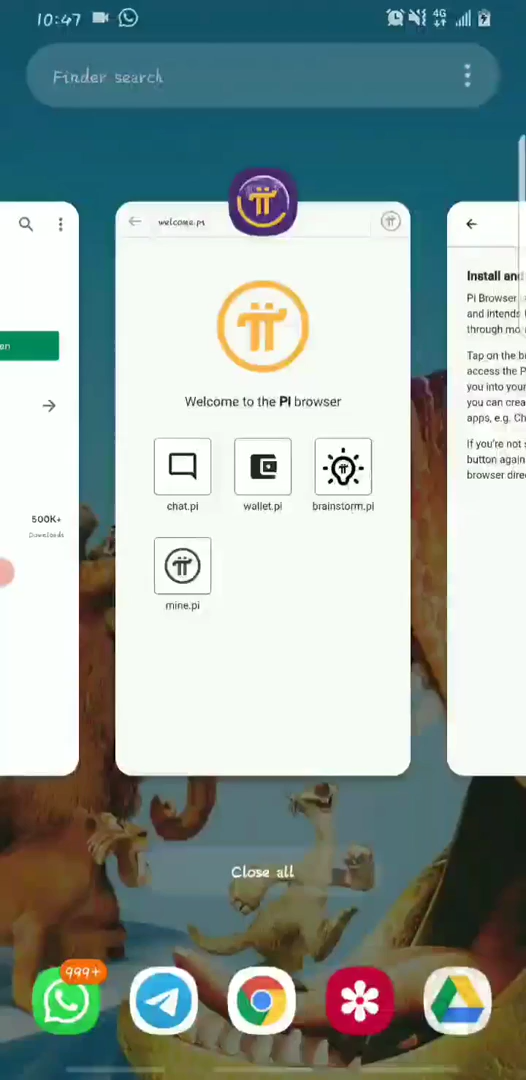 10:47
4G
Finder search
welcome.pi
Install and
Pi Browser
and intends
through mo
Tap on the b
access the P
you into your
you can crea
apps, e.g. Ch
If you're not
button again
browser dire
en
500K+
Downloads
Welcome to the PI browser
chat.pi
wallet.pi
brainstorm.pi
mine.pi
Close all
999+